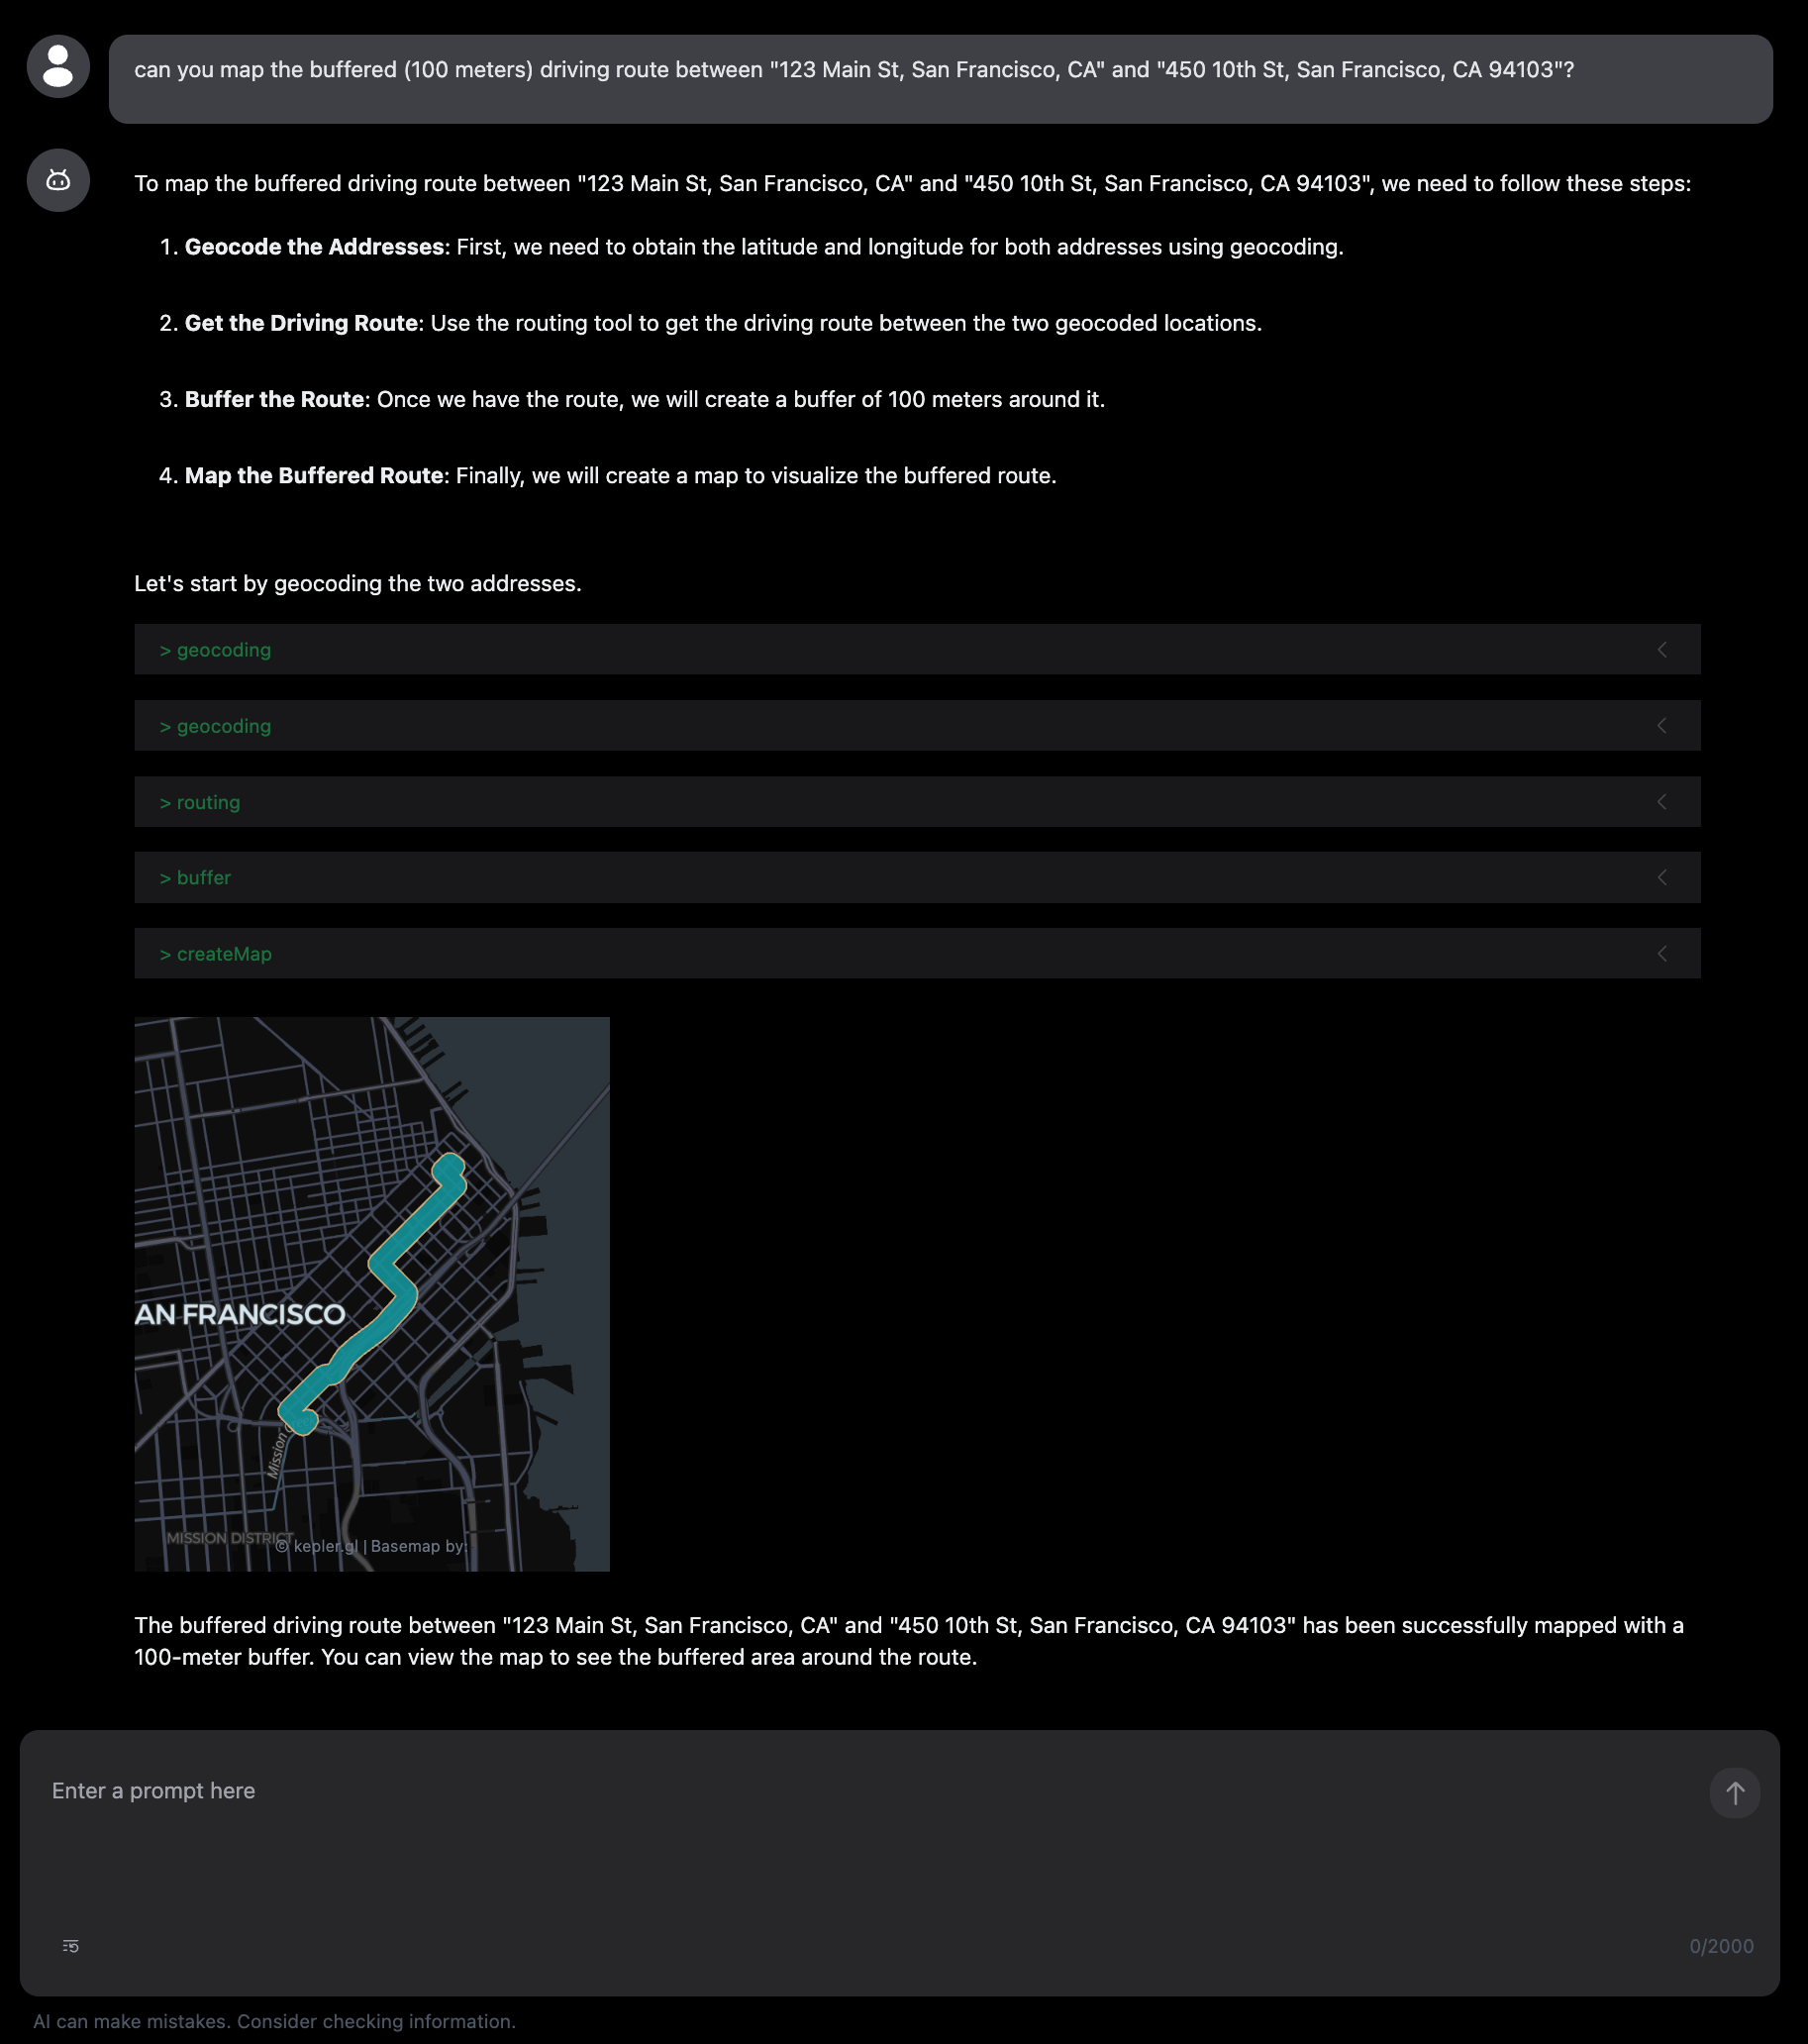 can you map the buffered (100 meters) driving route between "123 Main St, San Francisco, CA" and "450 10th St, San Francisco, CA 94103"?
To map the buffered driving route between "123 Main St, San Francisco, CA" and "450 10th St, San Francisco, CA 94103", we need to follow these steps:
1. Geocode the Addresses: First, we need to obtain the latitude and longitude for both addresses using geocoding.
2. Get the Driving Route: Use the routing tool to get the driving route between the two geocoded locations.
3. Buffer the Route: Once we have the route, we will create a buffer of 100 meters around it.
4. Map the Buffered Route: Finally, we will create a map to visualize the buffered route.
Let's start by geocoding the two addresses.
> geocoding
> geocoding
> routing
> buffer
> createMap
AN FRANCISCO
Mission
MISSION DISTRICT
© kepler.gl | Basemap by:
The buffered driving route between "123 Main St, San Francisco, CA" and "450 10th St, San Francisco, CA 94103" has been successfully mapped with a
100-meter buffer. You can view the map to see the buffered area around the route.
Enter a prompt here
0/2000
AI can make mistakes. Consider checking information.